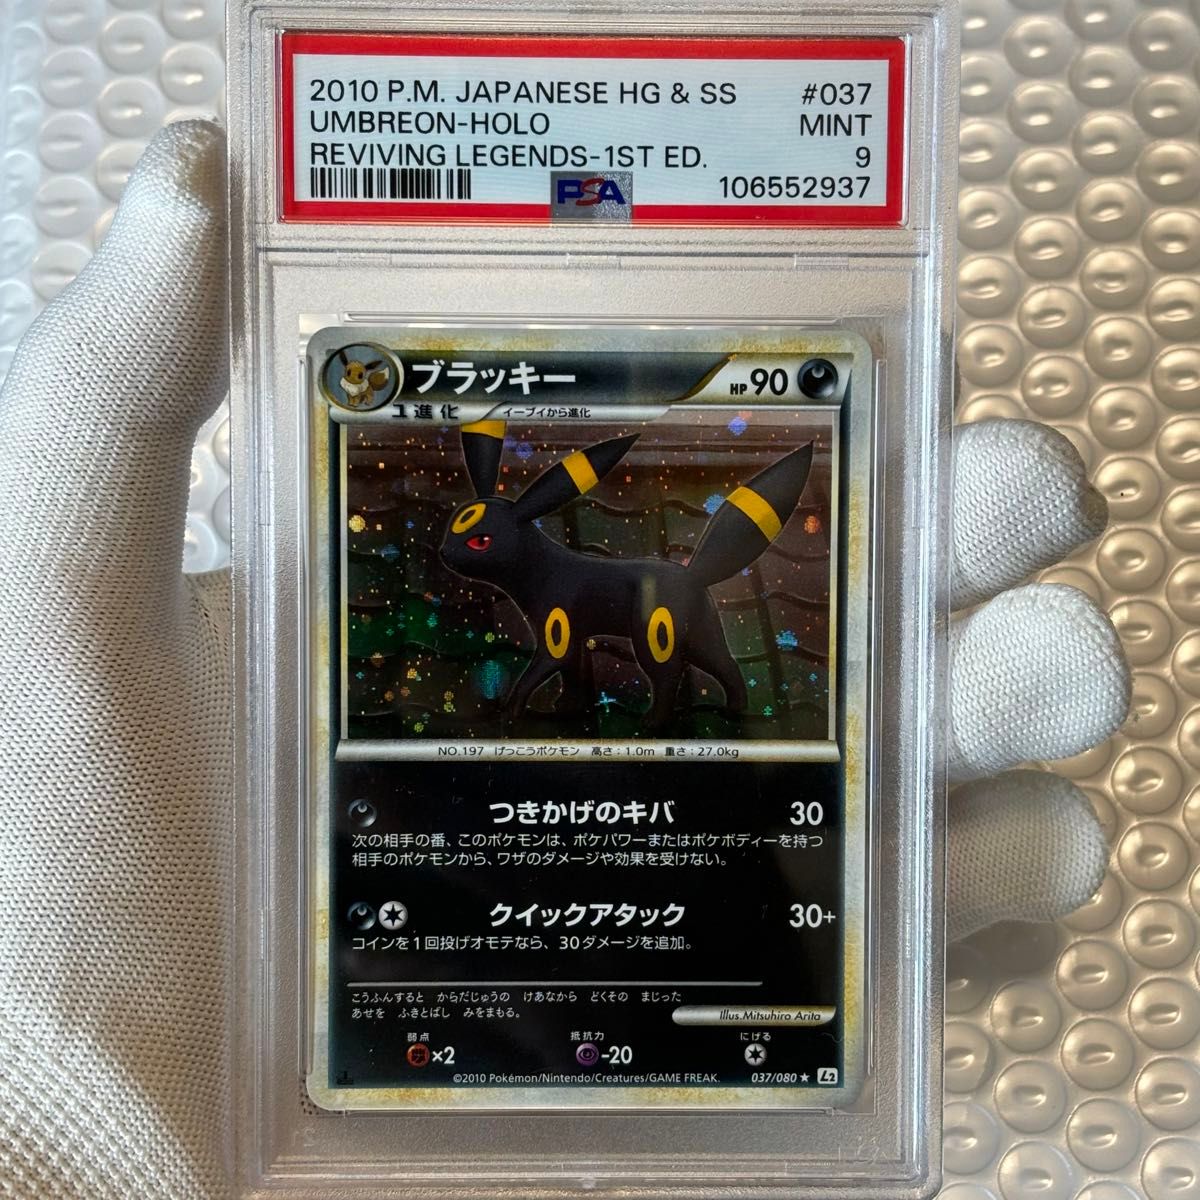 2010 P.M. JAPANESE HG & SS #037
UMBREON-HOLO MINT
REVIVING LEGENDS-1ST ED. 9
PSA 106552937
ブラッキー HP 90
1進化 イーブイから進化
NO.197 げっこうポケモン 高さ:1.0m 重さ:27.0kg
つきかげのキバ 30
次の相手の番、このポケモンは、ポケパワーまたはポケボディーを持つ
相手のポケモンから、ワザのダメージや効果を受けない。
クイックアタック 30+
コインを1回投げオモテなら、30ダメージを追加。
こうふんすると からだじゅうの けあなから どくその まじった
あせを ふきとばし みをまもる。
Illus.Mitsuhiro Arita
弱点 抵抗力 にげる
×2 -20
©2010 Pokémon/Nintendo/Creatures/GAME FREAK. 037/080 ★ L2